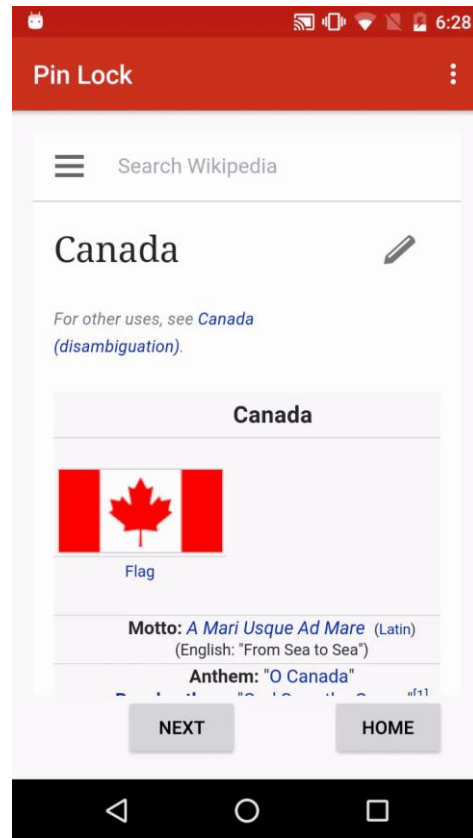 6:28
Pin Lock
Search Wikipedia
Canada
For other uses, see Canada
(disambiguation).
Canada
Flag
Motto: A Mari Usque Ad Mare (Latin)
(English: "From Sea to Sea")
Anthem: "O Canada"
[1]
NEXT
HOME